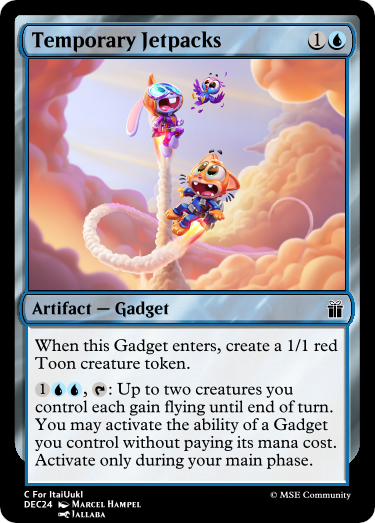 Temporary Jetpacks 1
Artifact — Gadget
When this Gadget enters, create a 1/1 red
Toon creature token.
1, : Up to two creatures you
control each gain flying until end of turn.
You may activate the ability of a Gadget
you control without paying its mana cost.
Activate only during your main phase.
C For ItaiUukI
DEC24 Marcel Hampel © MSE Community
Jallaba